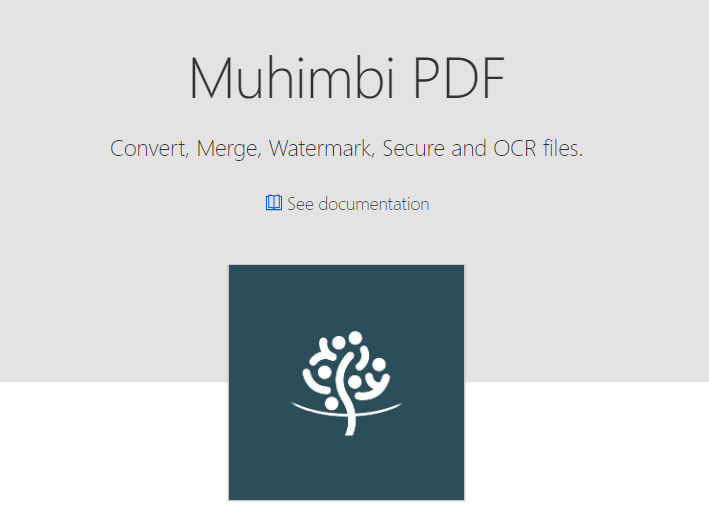 Muhimbi PDF
Convert, Merge, Watermark, Secure and OCR files.
See documentation